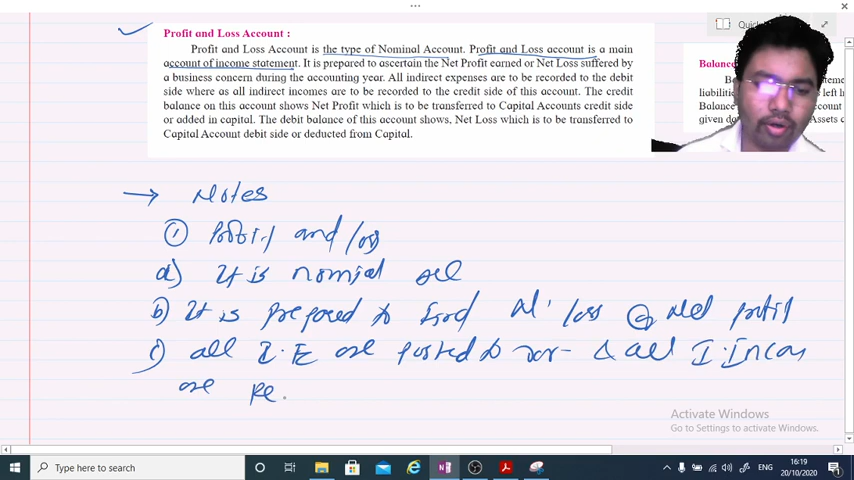 Quick
Profit and Loss Account :
Profit and Loss Account is the type of Nominal Account. Profit and Loss account is a main
account of income statement. It is prepared to ascertain the Net Profit earned or Net Loss suffered by
a business concern during the accounting year. All indirect expenses are to be recorded to the debit
side where as all indirect incomes are to be recorded to the credit side of this account. The credit
balance on this account shows Net Profit which is to be transferred to Capital Accounts credit side
or added in capital. The debit balance of this account shows, Net Loss which is to be transferred to
Capital Account debit side or deducted from Capital.
Balance
liabilities
Balance
given d
teme
left h
ccount
Assets c
→ Notes
① Profit and loss
a) It is nominal
b) It is prepared to find N. loss Net profit
c) all I.E are posted to & all I.
are Re
Activate Windows
Go to Settings to activate Windows.
Type here to search
ENG
16:19
20/10/2020